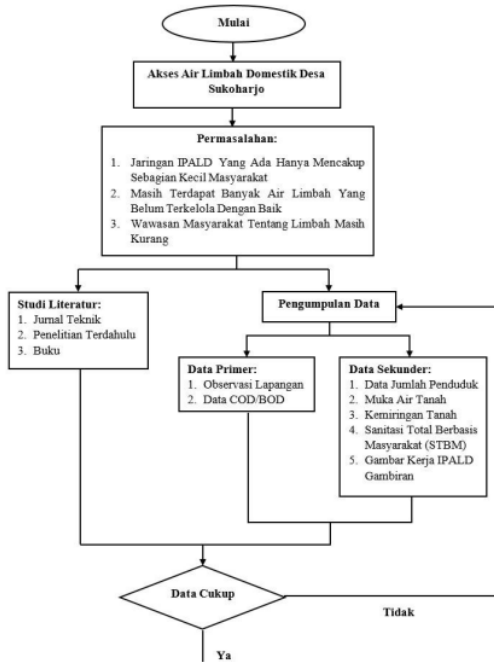 Mulai
Akses Air Limbah Domestik Desa
Sukoharjo
Permasalahan:
1. Jaringan IPALD Yang Ada Hanya Mencakup
Sebagian Kecil Masyarakat
2. Masih Terdapat Banyak Air Limbah Yang
Belum Terkelola Dengan Baik
3. Wawasan Masyarakat Tentang Limbah Masih
Kurang
Studi Literatur:
1. Jurnal Teknik
2. Penelitian Terdahulu
3. Buku
Pengumpulan Data
Data Primer:
1. Observasi Lapangan
2. Data COD/BOD
Data Sekunder:
1. Data Jumlah Penduduk
2. Muka Air Tanah
3. Kemiringan Tanah
4. Sanitasi Total Berbasis
Masyarakat (STBM)
5. Gambar Kerja IPALD
Gambiran
Data Cukup
Tidak
Ya